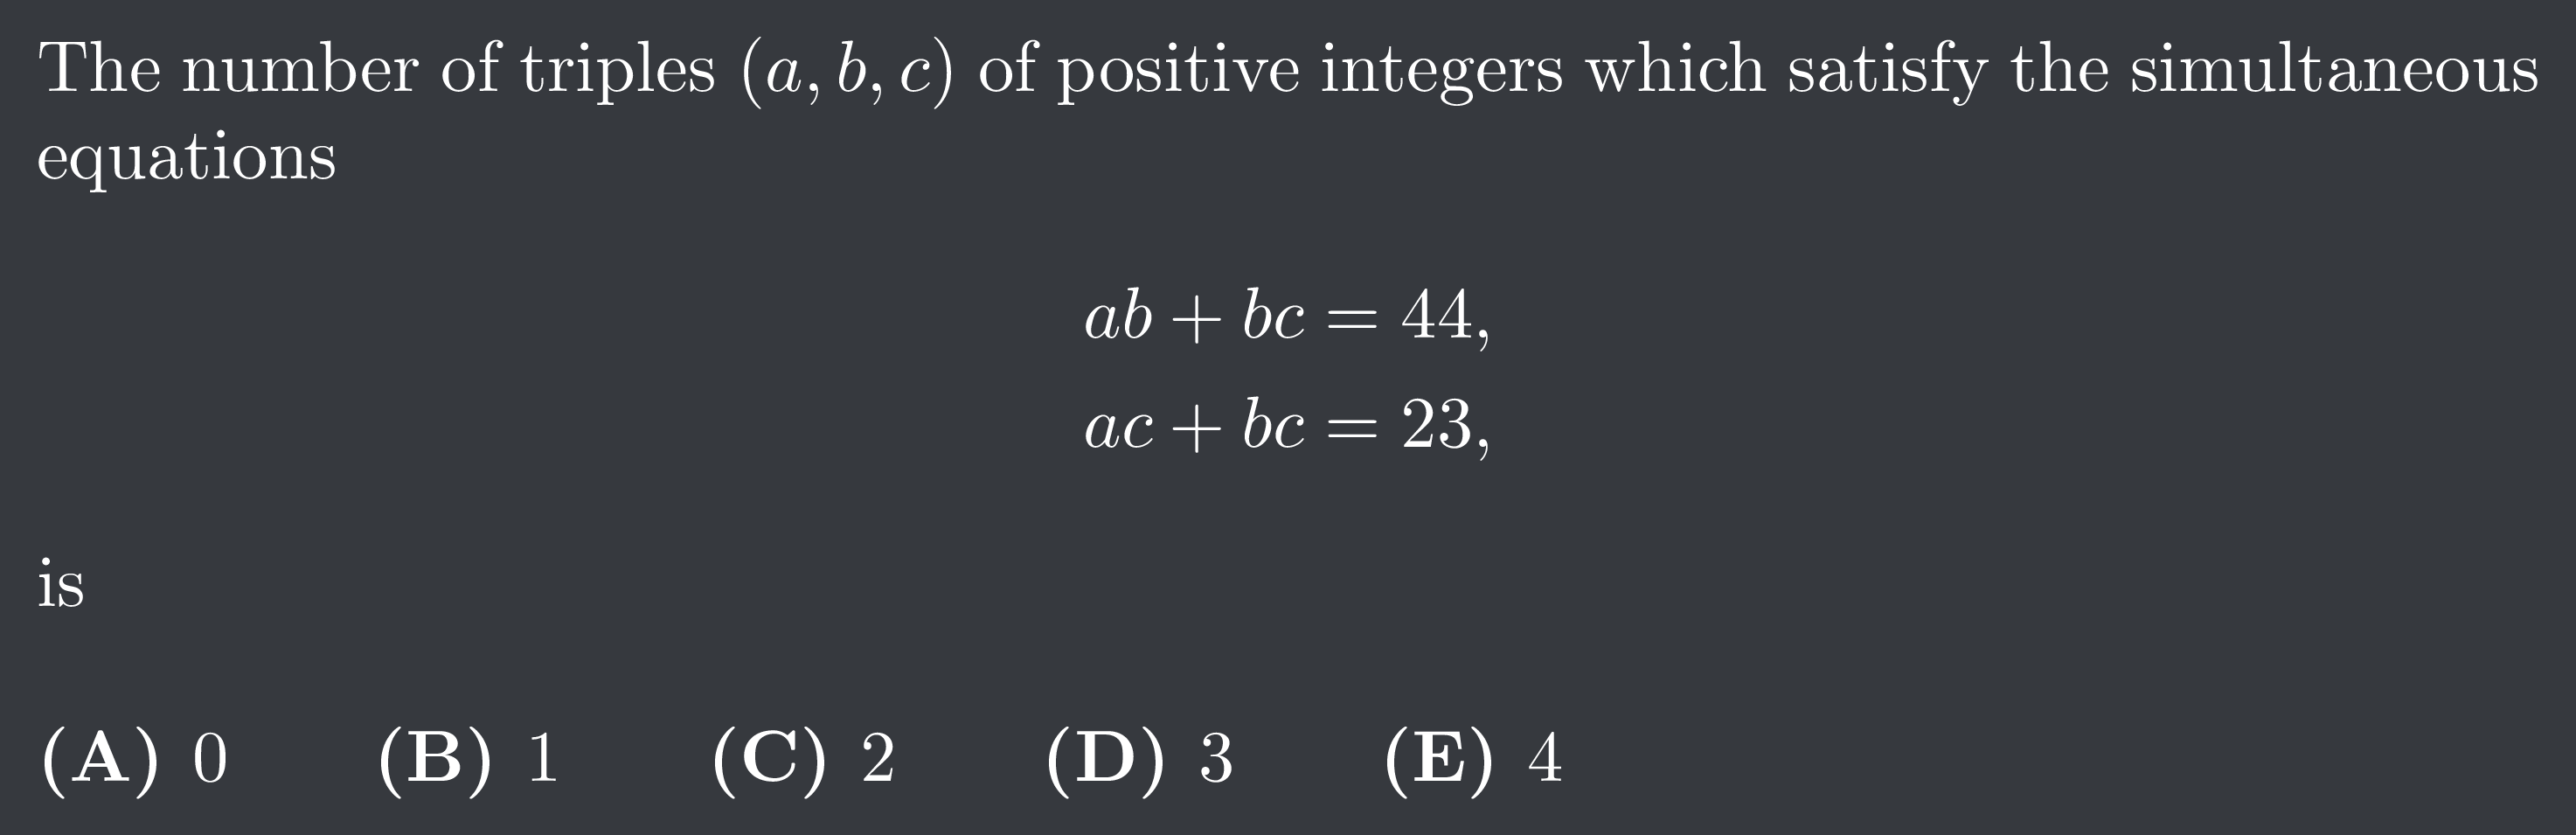 The number of triples (a, b, c) of positive integers which satisfy the simultaneous
equations
ab + bc = 44,
ac + bc = 23,
is
(A) 0 (B) 1 (C) 2 (D) 3 (E) 4